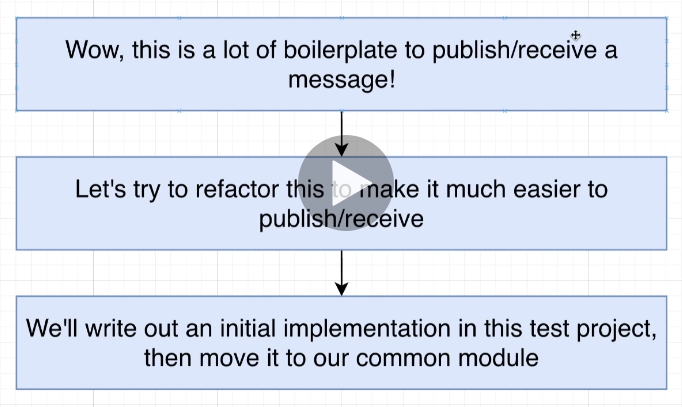 Wow, this is a lot of boilerplate to publish/receive a
message!
Let's try to refactor this to make it much easier to
publish/receive
We'll write out an initial implementation in this test project,
then move it to our common module